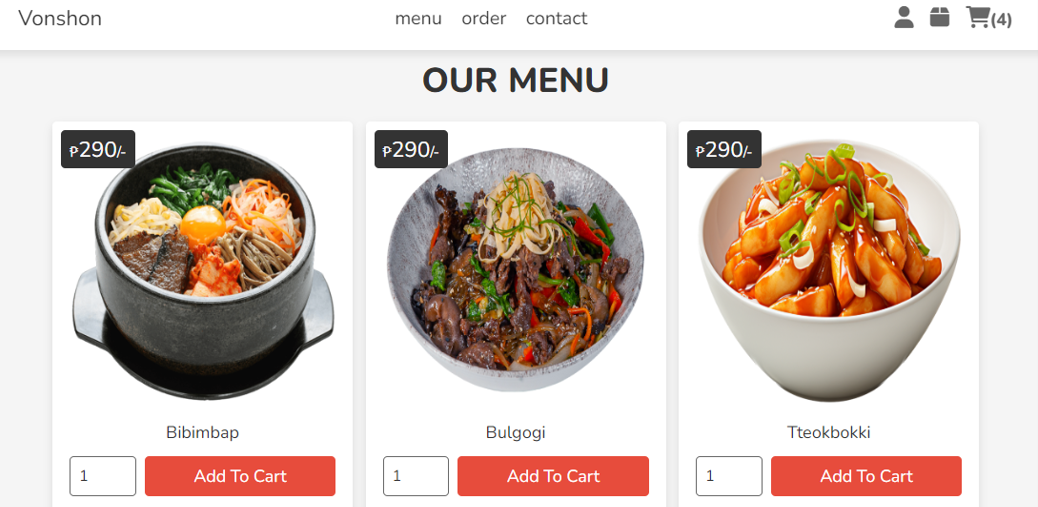 Vonshon
menu order contact
(4)
OUR MENU
₱290/-
₱290/-
₱290/-
Bibimbap
Bulgogi
Tteokbokki
1 Add To Cart
1 Add To Cart
1 Add To Cart